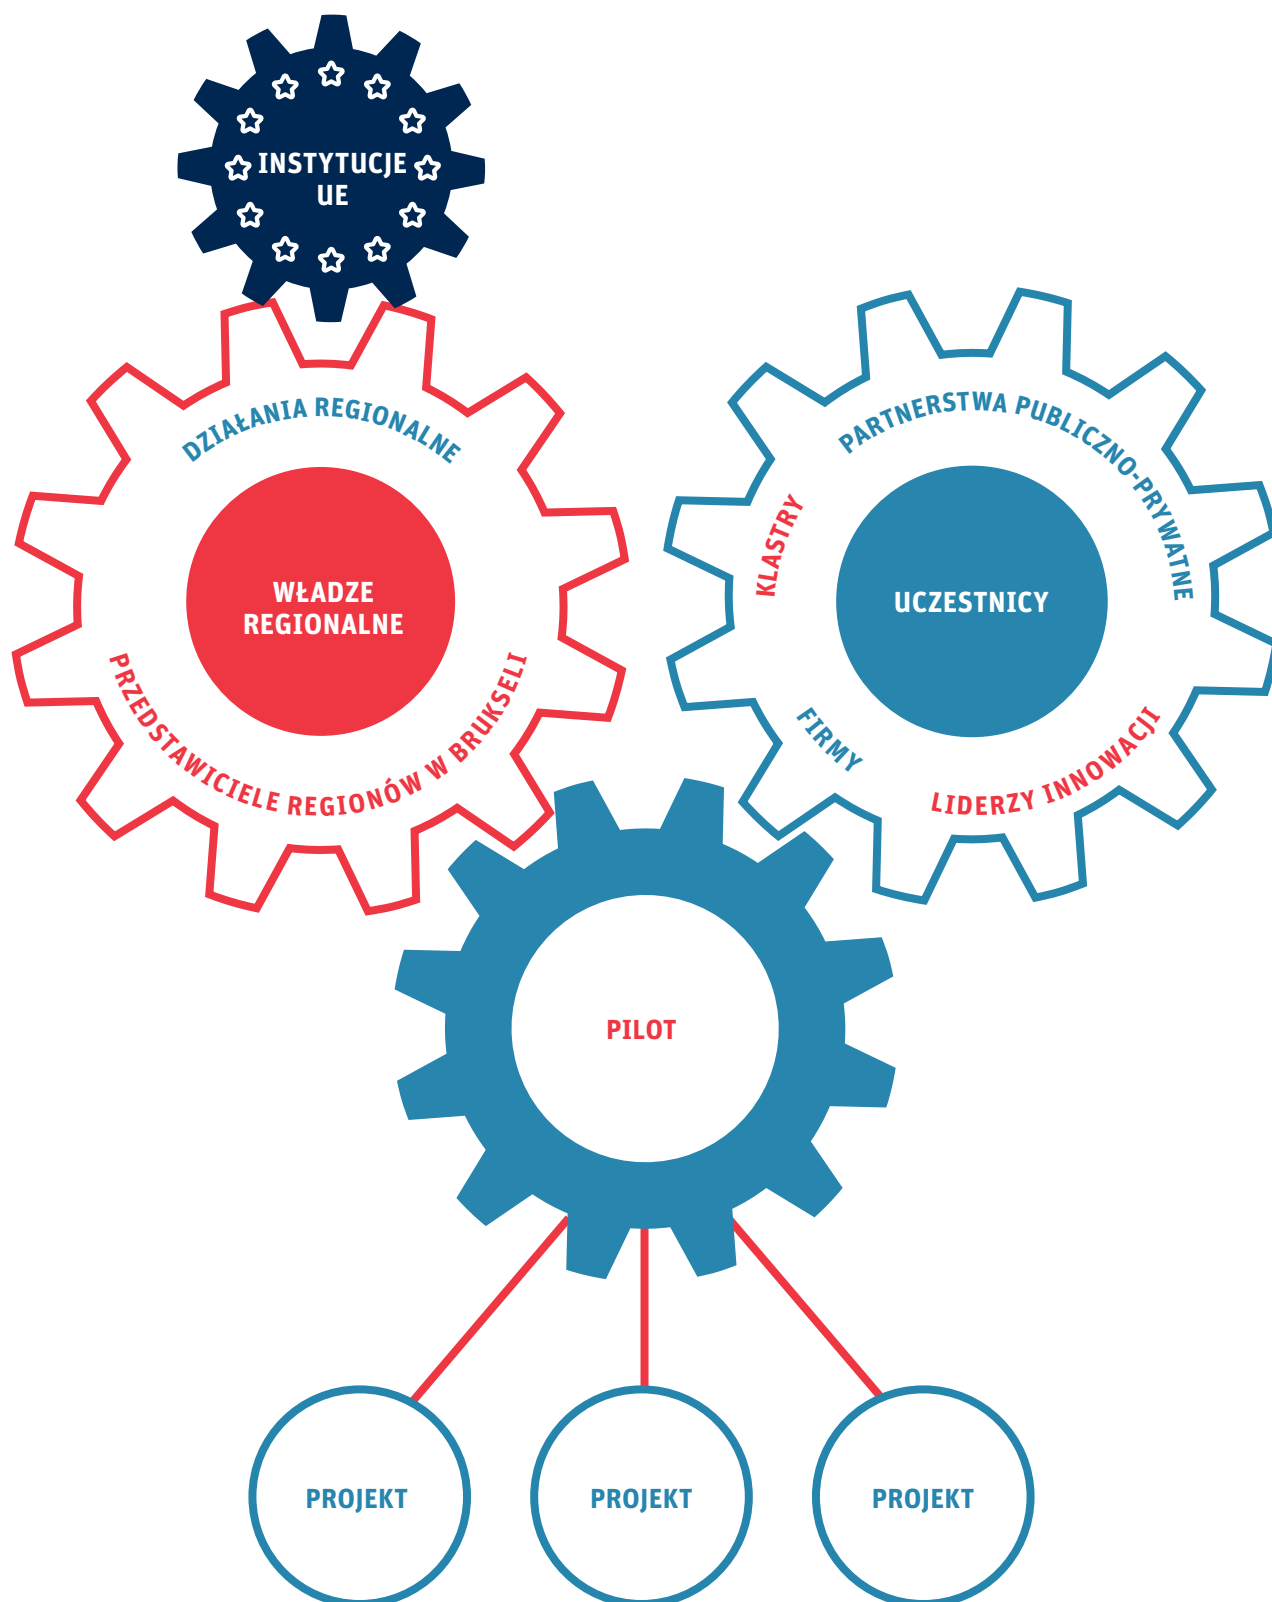 INSTYTUCJE
UE
DZIAŁANIA REGIONALNE
WŁADZE
REGIONALNE
PRZEDSTAWICIELE REGIONÓW W BRUKSELI
PARTNERSTWA PUBLICZNO-PRYWATNE
KLASTRY
UCZESTNICY
FIRMY
LIDERZY INNOWACJI
PILOT
PROJEKT
PROJEKT
PROJEKT